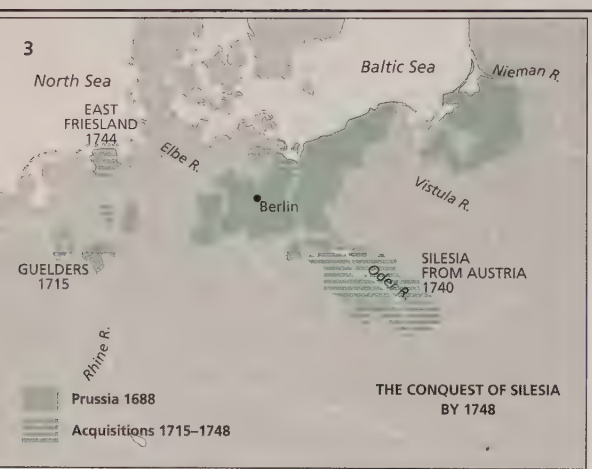 3
North Sea
Baltic Sea
Nieman R.
EAST
FRIESLAND
1744
Elbe R.
Vistula R.
Berlin
GUELDERS
1715
SILESIA
FROM AUSTRIA
1740
Oder R.
Rhine R.
Prussia 1688
Acquisitions 1715–1748
THE CONQUEST OF SILESIA
BY 1748